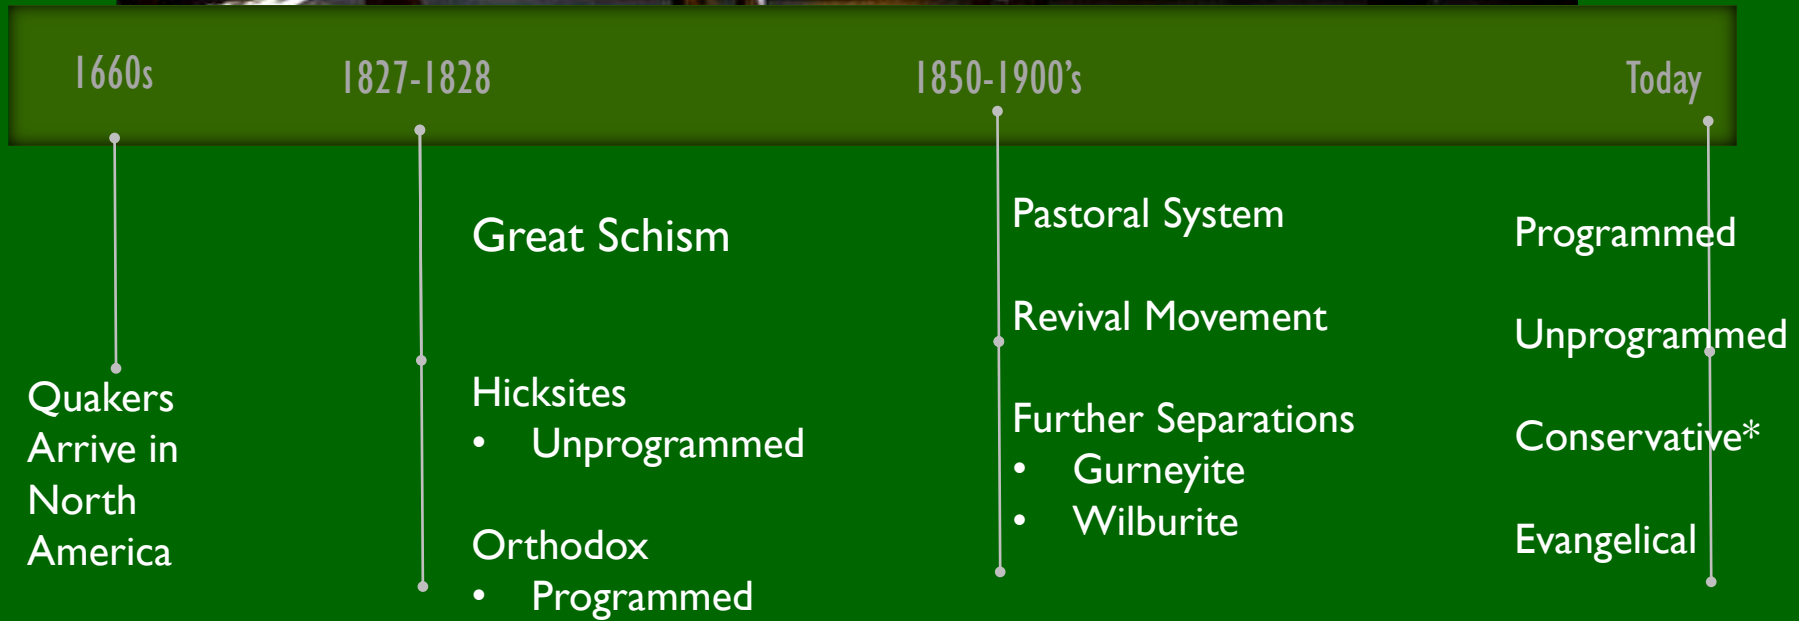 1660s
1827-1828
1850-1900's
Today
Quakers
Arrive in
North
America
Great Schism
Hicksites
• Unprogrammed
Orthodox
• Programmed
Pastoral System
Revival Movement
Further Separations
• Gurneyite
• Wilburite
Programmed
Unprogrammed
Conservative*
Evangelical